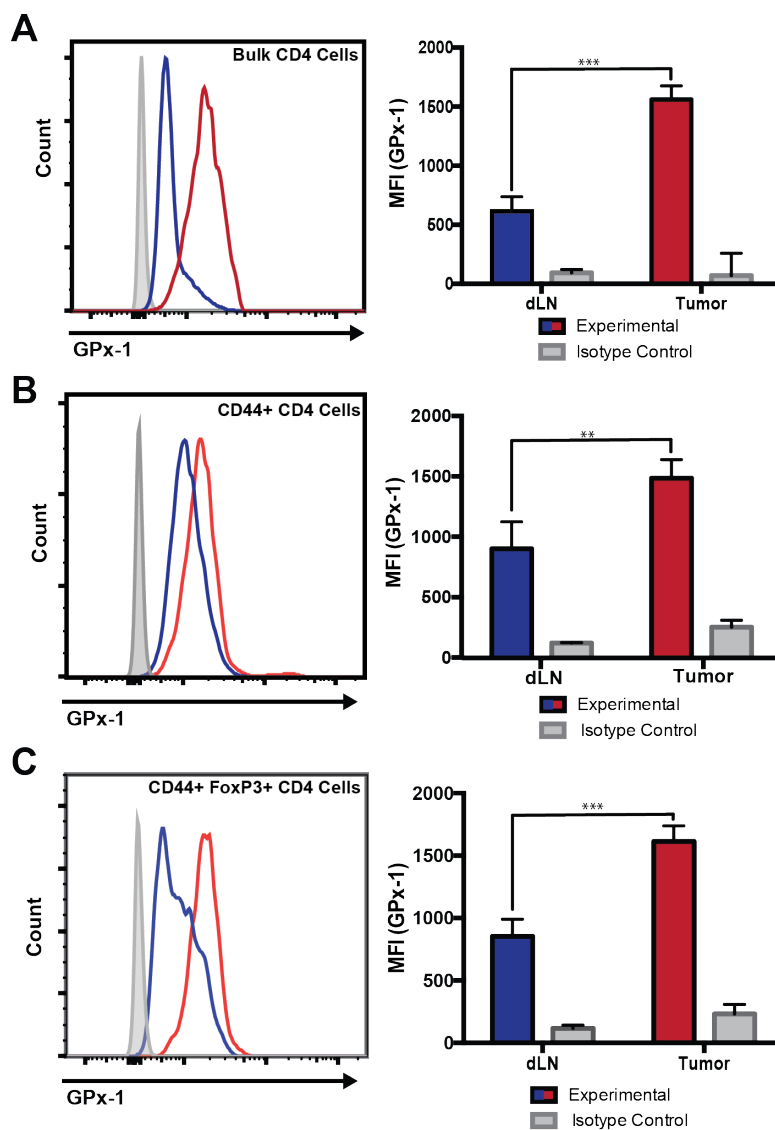 A
Bulk CD4 Cells
Count
GPx-1
MFI (GPx-1)
2000
1500
1000
500
0
***
dLN
Tumor
Experimental
Isotype Control
B
CD44+ CD4 Cells
Count
GPx-1
MFI (GPx-1)
2000
1500
1000
500
0
**
dLN
Tumor
Experimental
Isotype Control
C
CD44+ FoxP3+ CD4 Cells
Count
GPx-1
MFI (GPx-1)
2000
1500
1000
500
0
***
dLN
Tumor
Experimental
Isotype Control